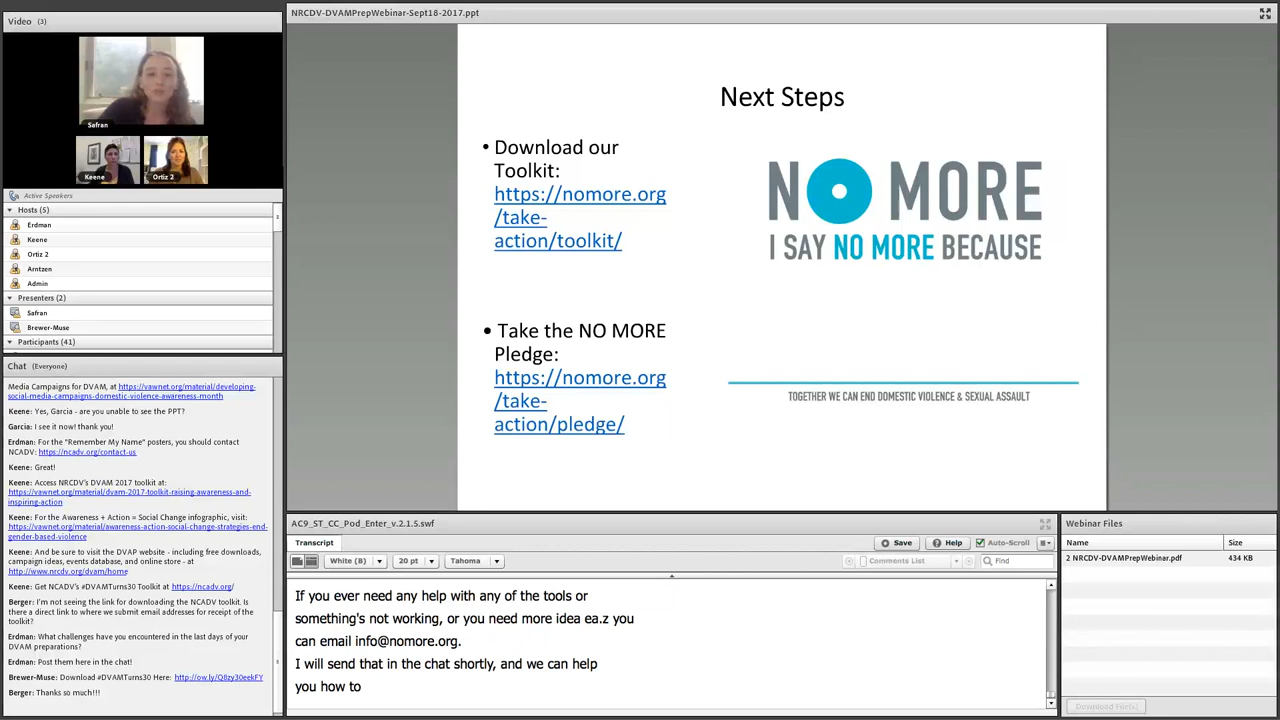 Video (3)
Safran
Keene
Ortiz 2
Active Speakers
Hosts (5)
Erdman
Keene
Ortiz 2
Arntzen
Admin
Presenters (2)
Safran
Brewer-Muse
Participants (41)
Chat (Everyone)
Media Campaigns for DVAM, at https://vawnet.org/material/developing-
social-media-campaigns-domestic-violence-awareness-month
Keene: Yes, Garcia - are you unable to see the PPT?
Garcia: I see it now! thank you!
Erdman: For the "Remember My Name" posters, you should contact
NCADV: https://ncadv.org/contact-us
Keene: Great!
Keene: Access NRCDV's DVAM 2017 toolkit at:
https://vawnet.org/material/dvam-2017-toolkit-raising-awareness-and-
inspiring-action
Keene: For the Awareness + Action = Social Change infographic, visit:
https://vawnet.org/material/awareness-action-social-change-strategies-end-
gender-based-violence
Keene: And be sure to visit the DVAP website - including free downloads,
campaign ideas, events database, and online store - at:
http://www.nrcdv.org/dvam/home
Keene: Get NCADV's #DVAMTurns30 Toolkit at https://ncadv.org/
Berger: I'm not seeing the link for downloading the NCADV toolkit. Is
there a direct link to where we submit email addresses for receipt of the
toolkit?
Erdman: What challenges have you encountered in the last days of your
DVAM preparations?
Erdman: Post them here in the chat!
Brewer-Muse: Download #DVAMTurns30 Here: http://ow.ly/Q8zy30eekFY
Berger: Thanks so much!!!
NRCDV-DVAMPrepWebinar-Sept18-2017.ppt
Next Steps
• Download our
Toolkit:
https://nomore.org
/take-
action/toolkit/
• Take the NO MORE
Pledge:
https://nomore.org
/take-
action/pledge/
NO MORE
I SAY NO MORE BECAUSE
TOGETHER WE CAN END DOMESTIC VIOLENCE & SEXUAL ASSAULT
AC9_ST_CC_Pod_Enter_v.2.1.5.swf
Transcript
Save
Help
Auto-Scroll
White (B)
20 pt
Tahoma
Comments List
Find
If you ever need any help with any of the tools or
something's not working, or you need more idea ea.z you
can email info@nomore.org.
I will send that in the chat shortly, and we can help
you how to
Webinar Files
Name Size
2 NRCDV-DVAMPrepWebinar.pdf 434 KB
Download File(s)